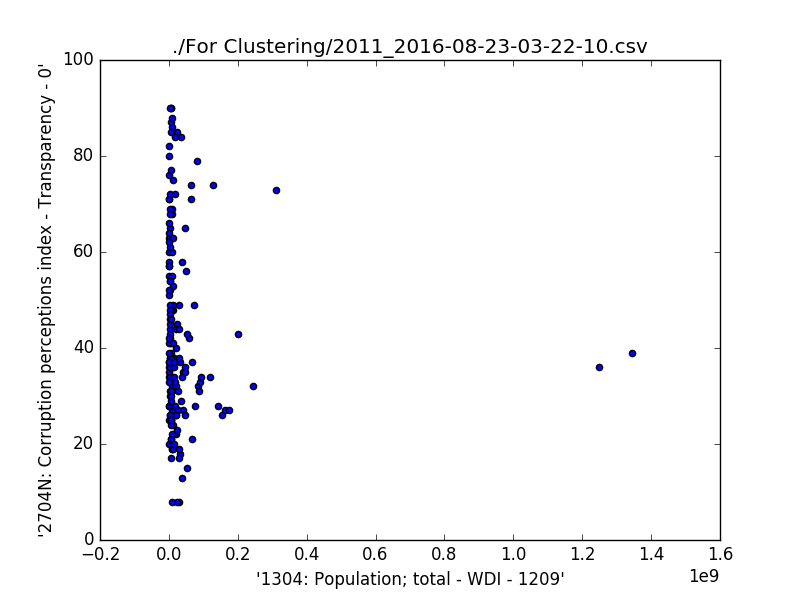 ./For Clustering/2011_2016-08-23-03-22-10.csv
100
80
60
40
20
0
'2704N: Corruption perceptions index - Transparency - 0'
−0.2 0.0 0.2 0.4 0.6 0.8 1.0 1.2 1.4 1.6
1e9
'1304: Population; total - WDI - 1209'